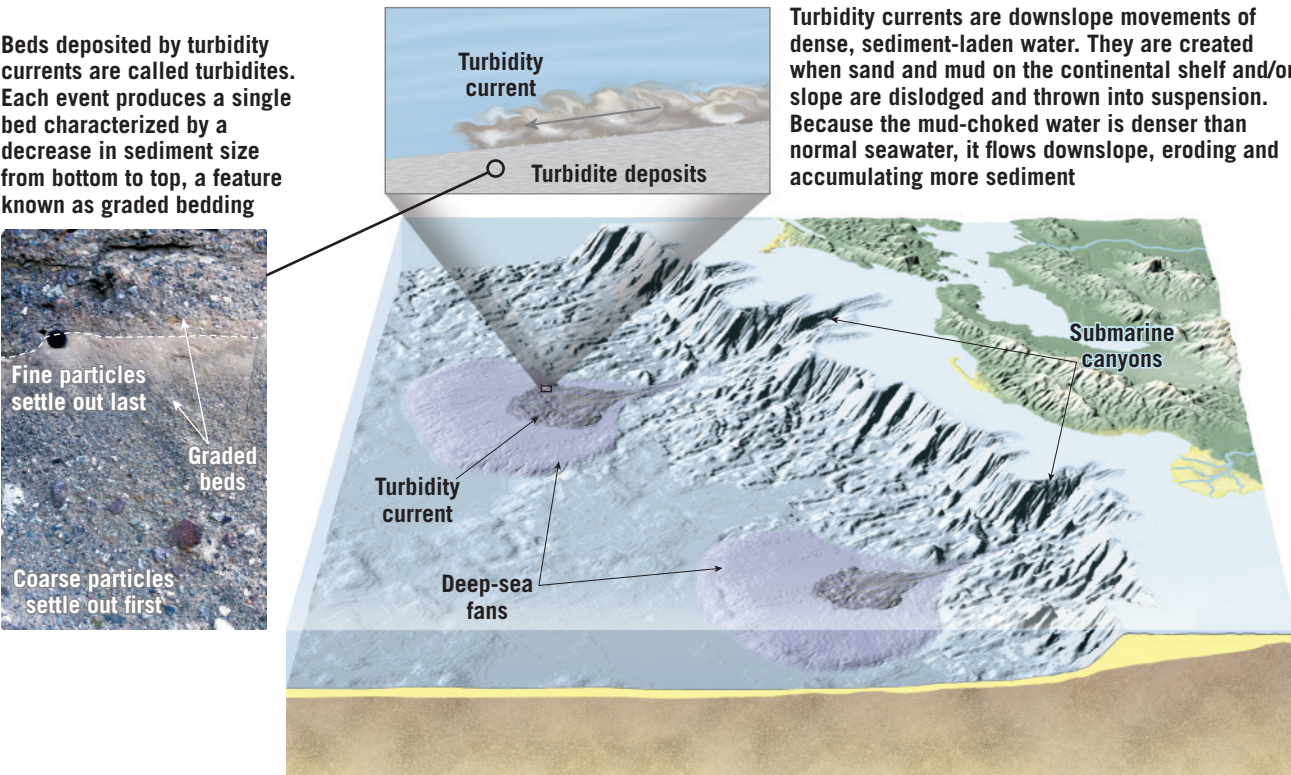 Beds deposited by turbidity
currents are called turbidites.
Each event produces a single
bed characterized by a
decrease in sediment size
from bottom to top, a feature
known as graded bedding
Turbidity
current
Turbidite deposits
Turbidity currents are downslope movements of
dense, sediment-laden water. They are created
when sand and mud on the continental shelf and/or
slope are dislodged and thrown into suspension.
Because the mud-choked water is denser than
normal seawater, it flows downslope, eroding and
accumulating more sediment
Fine particles
settle out last
Graded
beds
Coarse particles
settle out first
Submarine
canyons
Turbidity
current
Deep-sea
fans